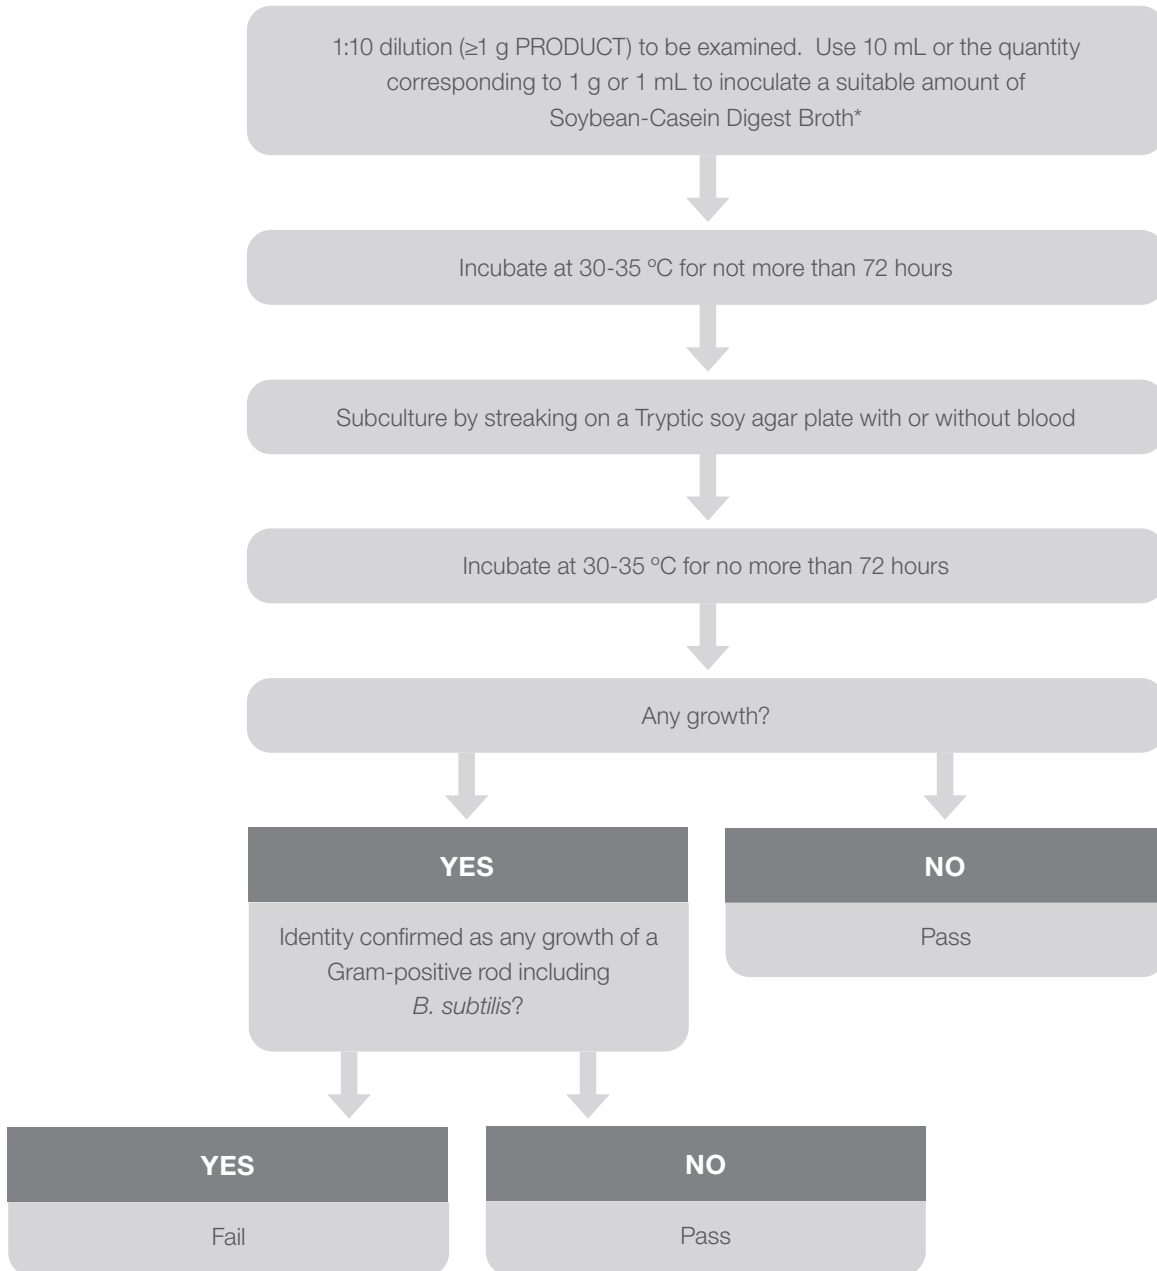 1:10 dilution (≥1 g PRODUCT) to be examined.  Use 10 mL or the quantity
corresponding to 1 g or 1 mL to inoculate a suitable amount of
Soybean-Casein Digest Broth*
Incubate at 30-35 ºC for not more than 72 hours
Subculture by streaking on a Tryptic soy agar plate with or without blood
Incubate at 30-35 ºC for no more than 72 hours
Any growth?
YES
Identity confirmed as any growth of a
Gram-positive rod including
B. subtilis?
NO
Pass
YES
Fail
NO
Pass